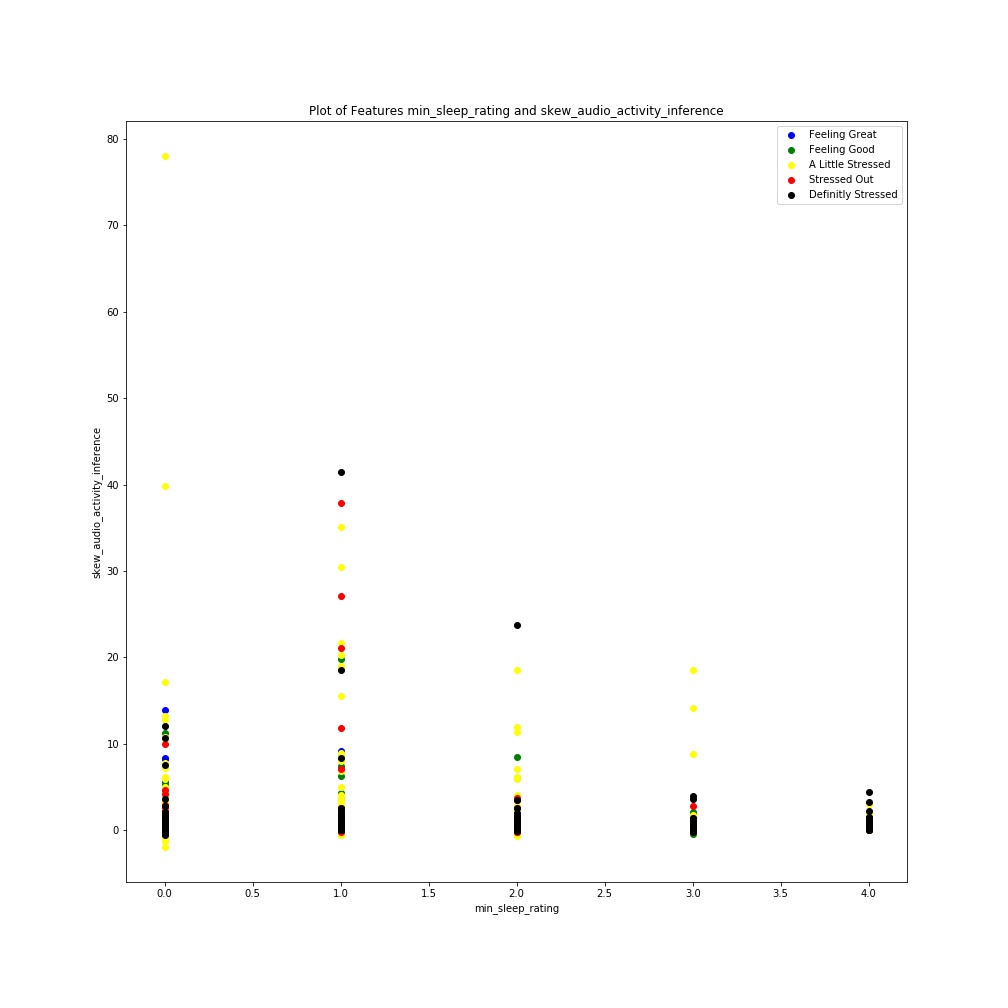 Plot of Features min_sleep_rating and skew_audio_activity_inference
Feeling Great
Feeling Good
A Little Stressed
Stressed Out
Definitly Stressed
skew_audio_activity_inference
80
70
60
50
40
30
20
10
0
0.0 0.5 1.0 1.5 2.0 2.5 3.0 3.5 4.0
min_sleep_rating